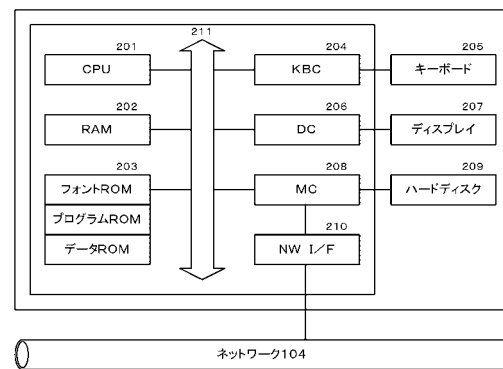 211
201
CPU
204
KBC
205
キーボード
202
RAM
206
DC
207
ディスプレイ
203
フォントROM
プログラムROM
データROM
208
MC
209
ハードディスク
210
NW I/F
ネットワーク104